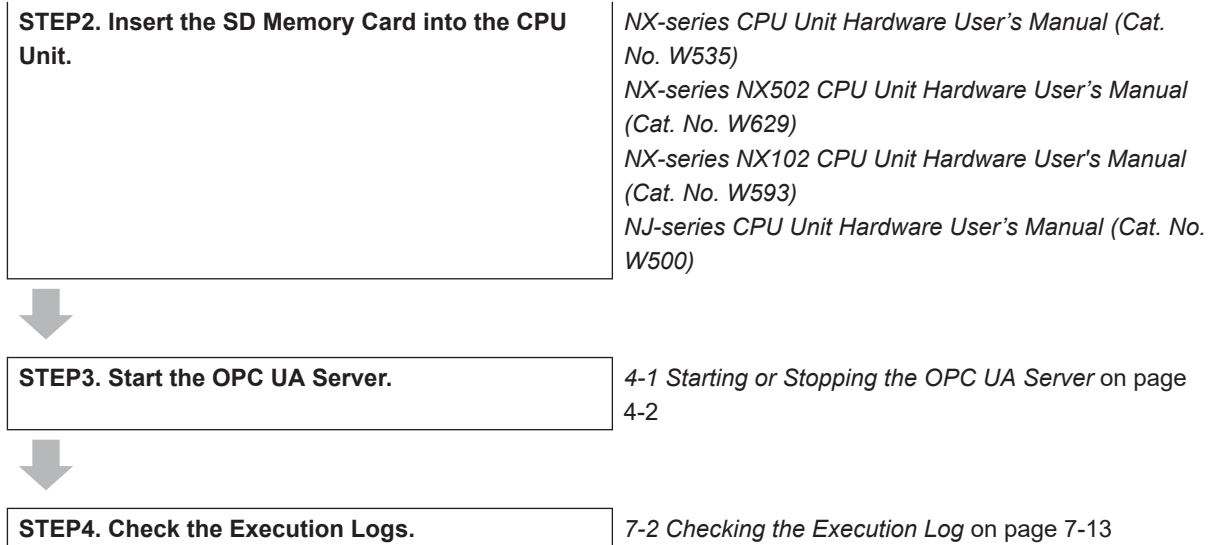 STEP2. Insert the SD Memory Card into the CPU
Unit.
NX-series CPU Unit Hardware User’s Manual (Cat.
No. W535)
NX-series NX502 CPU Unit Hardware User’s Manual
(Cat. No. W629)
NX-series NX102 CPU Unit Hardware User's Manual
(Cat. No. W593)
NJ-series CPU Unit Hardware User’s Manual (Cat. No.
W500)
STEP3. Start the OPC UA Server.
4-1 Starting or Stopping the OPC UA Server on page
4-2
STEP4. Check the Execution Logs.
7-2 Checking the Execution Log on page 7-13